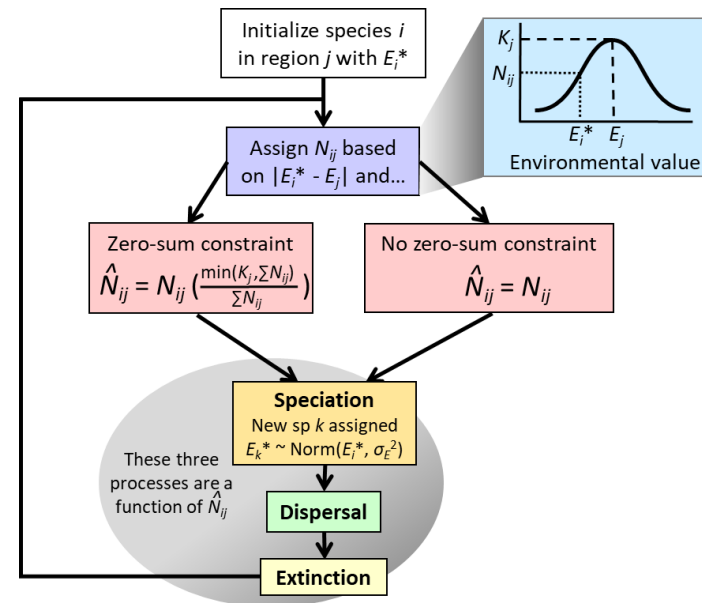 Initialize species i
in region j with Eᵢ*
Kⱼ
Nᵢⱼ
Eᵢ* Eⱼ
Environmental value
Assign Nᵢⱼ based
on |Eᵢ* - Eⱼ| and...
Zero-sum constraint
N̂ᵢⱼ = Nᵢⱼ (min(Kⱼ,∑Nᵢⱼ)/∑Nᵢⱼ)
No zero-sum constraint
N̂ᵢⱼ = Nᵢⱼ
Speciation
New sp k assigned
Eₖ* ~ Norm(Eᵢ*, σ_E²)
These three
processes are a
function of N̂ᵢⱼ
Dispersal
Extinction